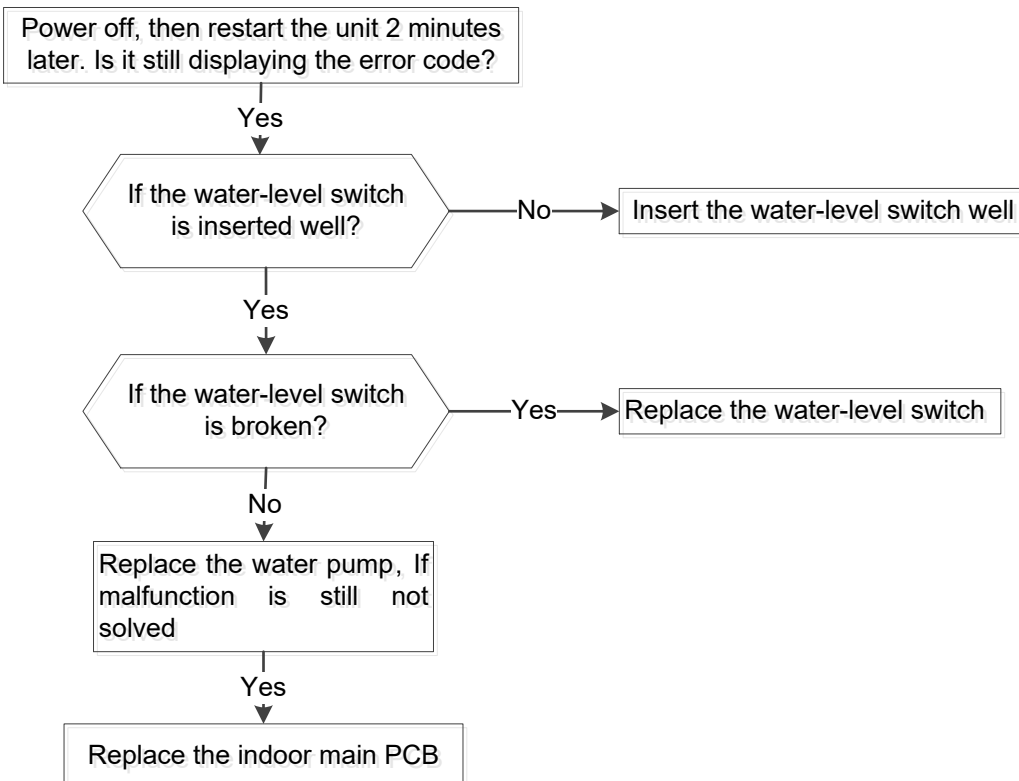 Power off, then restart the unit 2 minutes
later. Is it still displaying the error code?
Yes
If the water-level switch
is inserted well?
No
Insert the water-level switch well
Yes
If the water-level switch
is broken?
Yes
Replace the water-level switch
No
Replace the water pump, If
malfunction is still not
solved
Yes
Replace the indoor main PCB